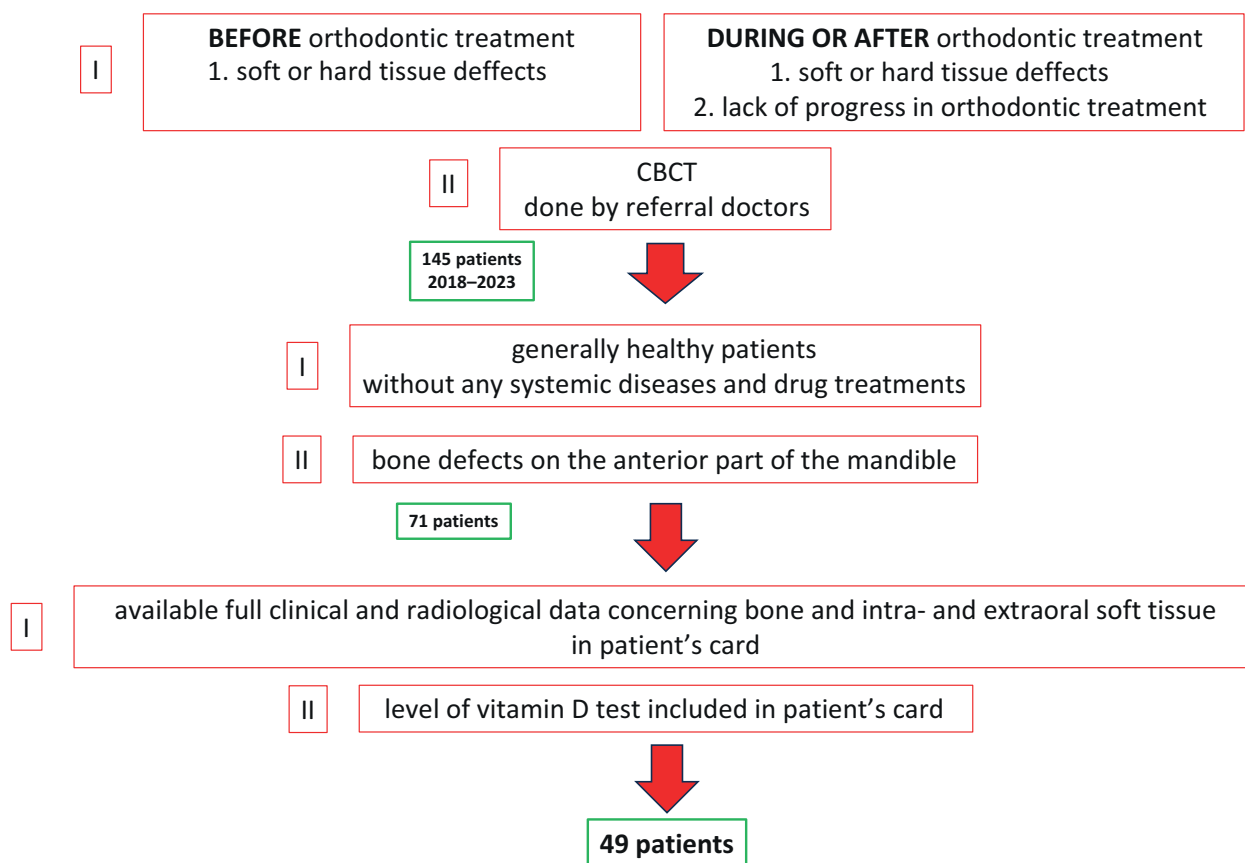 I
BEFORE orthodontic treatment
1. soft or hard tissue deffects
DURING OR AFTER orthodontic treatment
1. soft or hard tissue deffects
2. lack of progress in orthodontic treatment
II
CBCT
done by referral doctors
145 patients
2018–2023
I
generally healthy patients
without any systemic diseases and drug treatments
II
bone defects on the anterior part of the mandible
71 patients
I
available full clinical and radiological data concerning bone and intra- and extraoral soft tissue
in patient’s card
II
level of vitamin D test included in patient’s card
49 patients